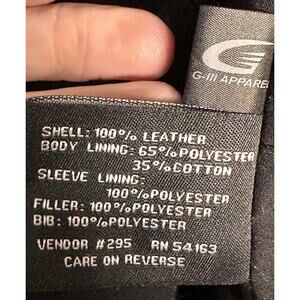 G-III APPARE
SHELL: 100% LEATHER
BODY LINING: 65% POLYESTER
35% COTTON
SLEEVE LINING:
100% POLYESTER
FILLER: 100% POLYESTER
BIB: 100% POLYESTER
VENDOR #295 RN 54163
CARE ON REVERSE